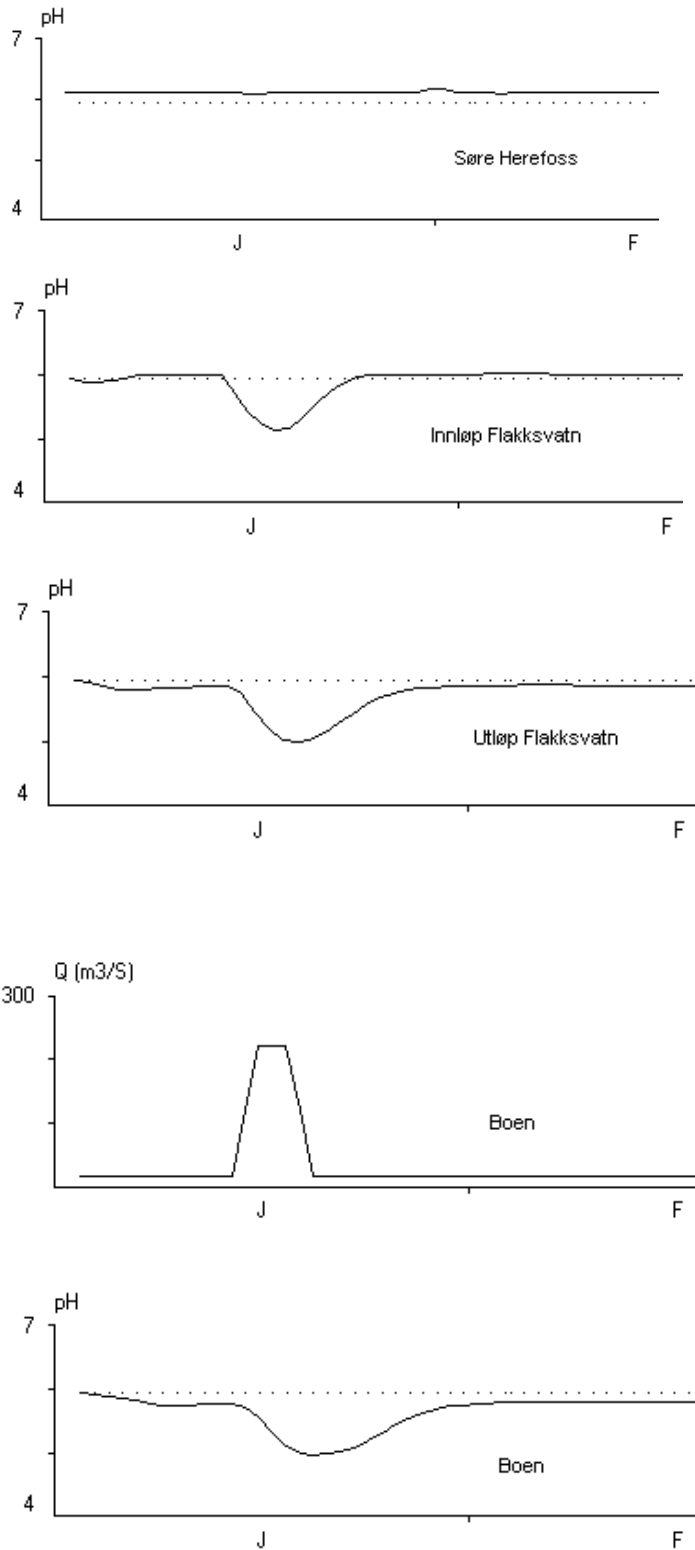 pH
7
Søre Herefoss
4
J F
pH
7
Innløp Flakksvatn
4
J F
pH
7
Utløp Flakksvatn
4
J F
Q (m3/S)
300
Boen
J F
pH
7
Boen
4
J F